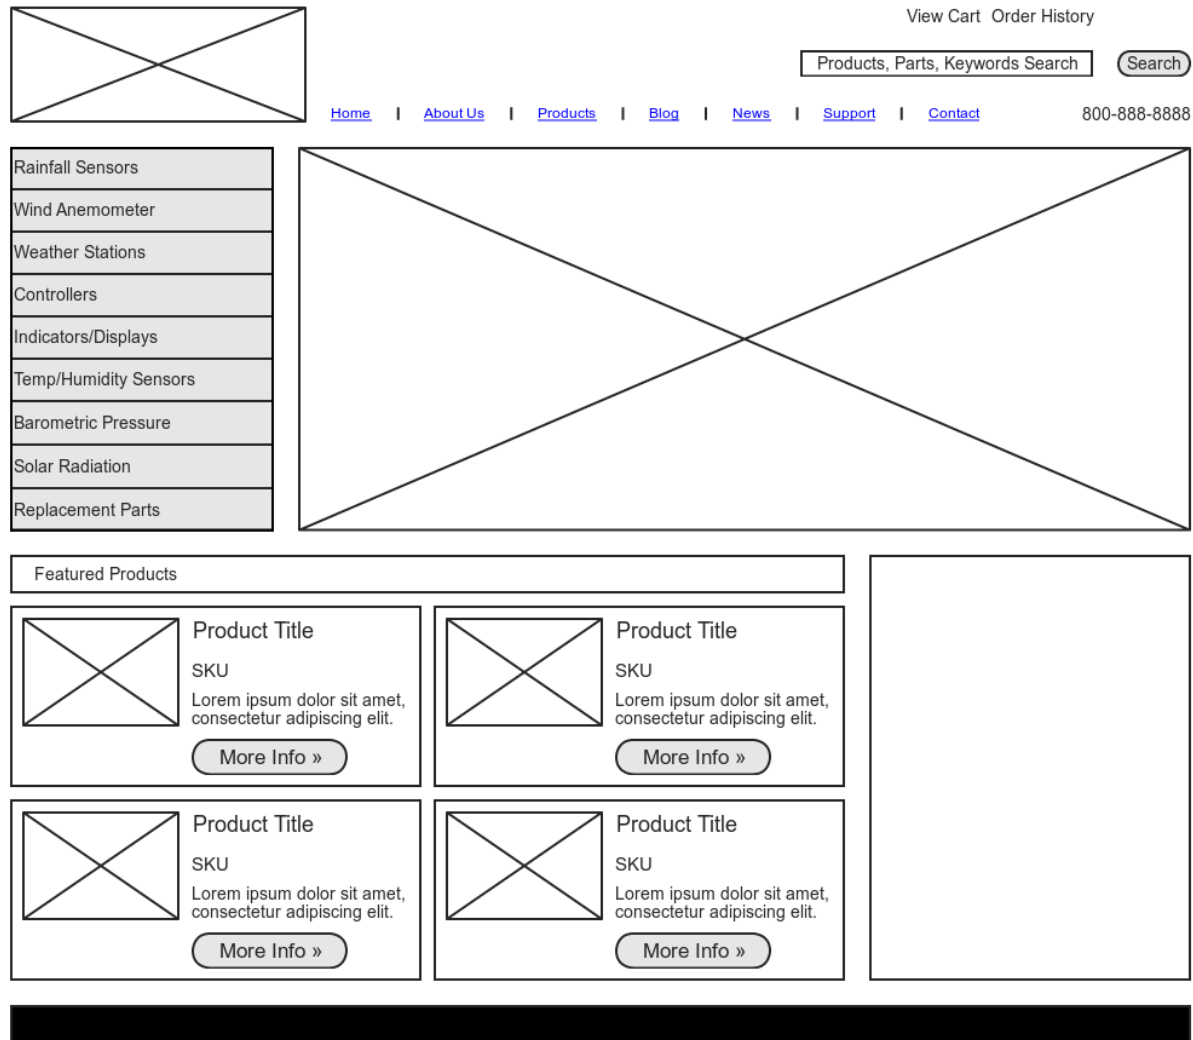 View Cart Order History
Products, Parts, Keywords Search
Search
Home | About Us | Products | Blog | News | Support | Contact
800-888-8888
Rainfall Sensors
Wind Anemometer
Weather Stations
Controllers
Indicators/Displays
Temp/Humidity Sensors
Barometric Pressure
Solar Radiation
Replacement Parts
Featured Products
Product Title
SKU
Lorem ipsum dolor sit amet,
consectetur adipiscing elit.
More Info »
Product Title
SKU
Lorem ipsum dolor sit amet,
consectetur adipiscing elit.
More Info »
Product Title
SKU
Lorem ipsum dolor sit amet,
consectetur adipiscing elit.
More Info »
Product Title
SKU
Lorem ipsum dolor sit amet,
consectetur adipiscing elit.
More Info »